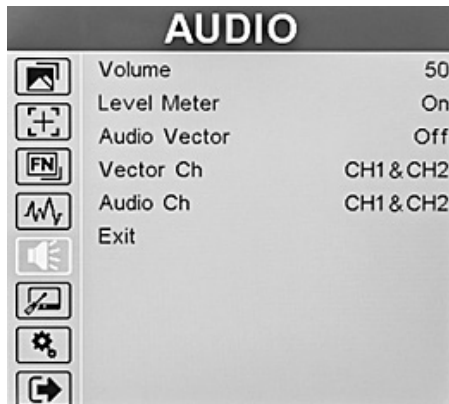 AUDIO
Volume 50
Level Meter On
Audio Vector Off
FN
Vector Ch CH1&CH2
Audio Ch CH1&CH2
Exit